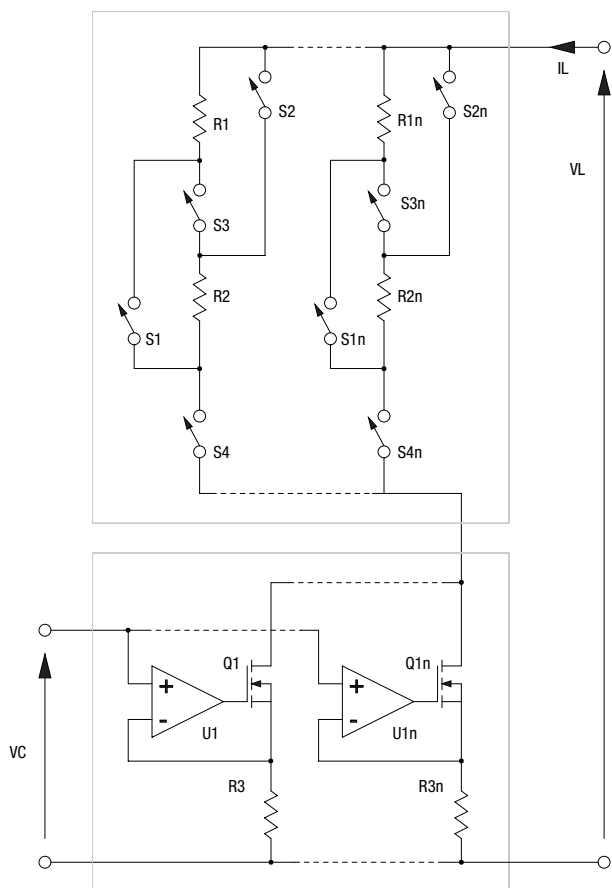 IL
S2
S2n
R1
R1n
VL
S3
S3n
R2
R2n
S1
S1n
S4
S4n
Q1
Q1n
+
+
-
-
U1
U1n
VC
R3
R3n